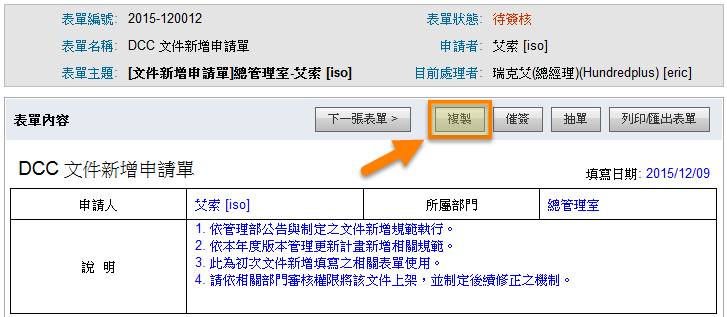 表單編號: 2015-120012 表單狀態: 待簽核
表單名稱: DCC 文件新增申請單 申請者: 艾索 [iso]
表單主題: [文件新增申請單]總管理室-艾索 [iso] 目前處理者: 瑞克艾(總經理)(Hundredplus) [eric]
表單內容 下一張表單 > 複製 催簽 抽單 列印/匯出表單
DCC 文件新增申請單 填寫日期: 2015/12/09
申請人 艾索 [iso] 所屬部門 總管理室
說 明
1. 依管理部公告與制定之文件新增規範執行。
2. 依本年度版本管理更新計畫新增相關規範。
3. 此為初次文件新增填寫之相關表單使用。
4. 請依相關部門審核權限將該文件上架，並制定後續修正之機制。